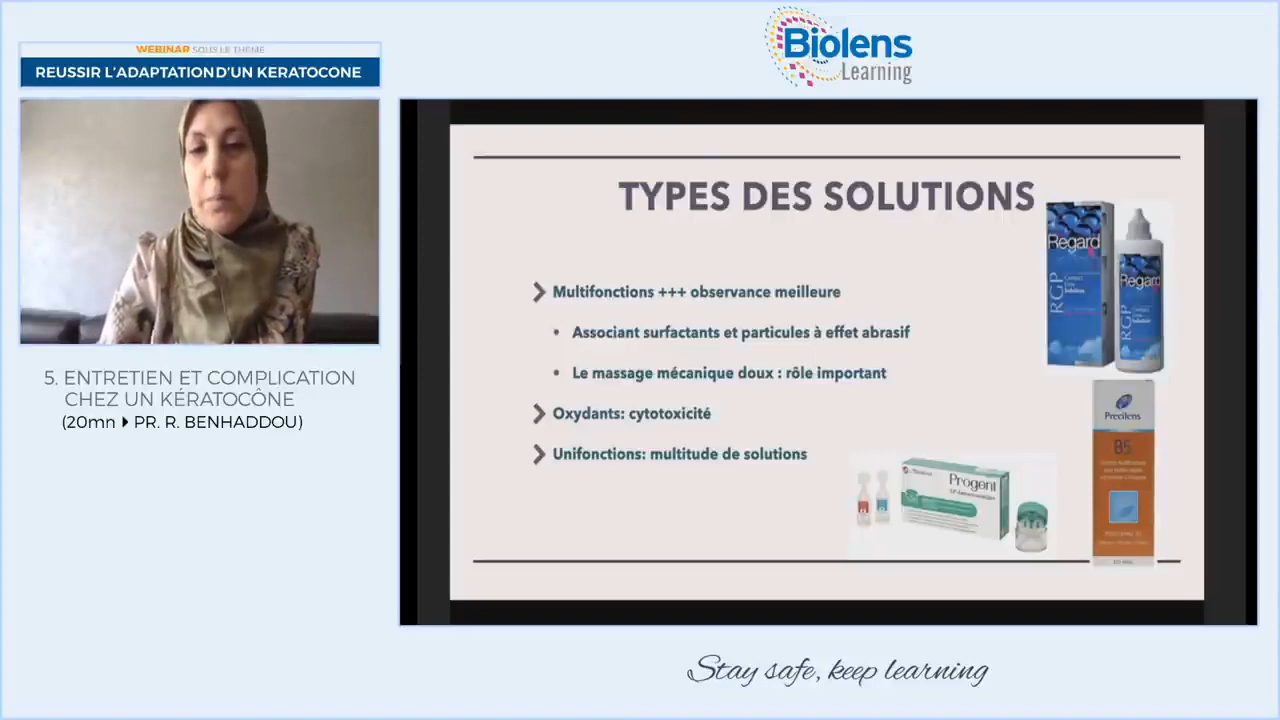 WEBINAR SOUS LE THEME
REUSSIR L'ADAPTATION D'UN KERATOCONE
Biolens
Learning
5. ENTRETIEN ET COMPLICATION
CHEZ UN KÉRATOCÔNE
(20mn PR. R. BENHADDOU)
TYPES DES SOLUTIONS
Multifonctions +++ observance meilleure
• Associant surfactants et particules à effet abrasif
• Le massage mécanique doux : rôle important
Oxydants: cytotoxicité
Unifonctions: multitude de solutions
Regard
RGP
Regard
RGP
Precilens
B5
Progent
Stay safe, keep learning